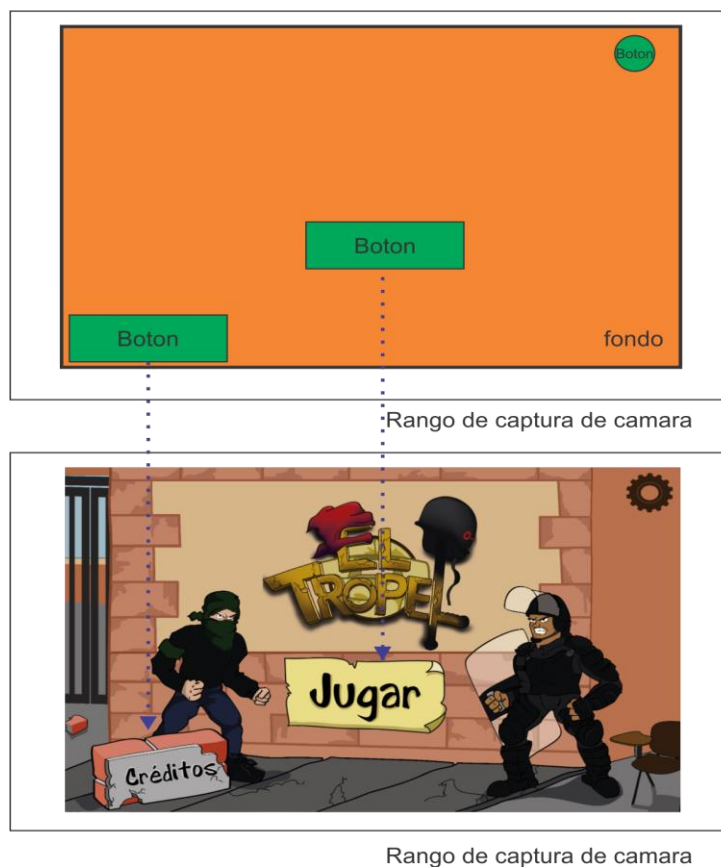 Boton
Boton
Boton
fondo
Rango de captura de camara
EL
TROPEL
Jugar
Créditos
Rango de captura de camara